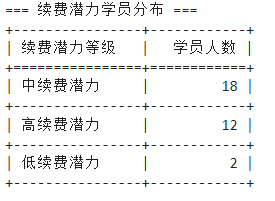 === 续费潜力学员分布 ===
+---------------+------------+
| 续费潜力等级 | 学员人数 |
+===============+============+
| 中续费潜力 | 18 |
+---------------+------------+
| 高续费潜力 | 12 |
+---------------+------------+
| 低续费潜力 | 2 |
+---------------+------------+